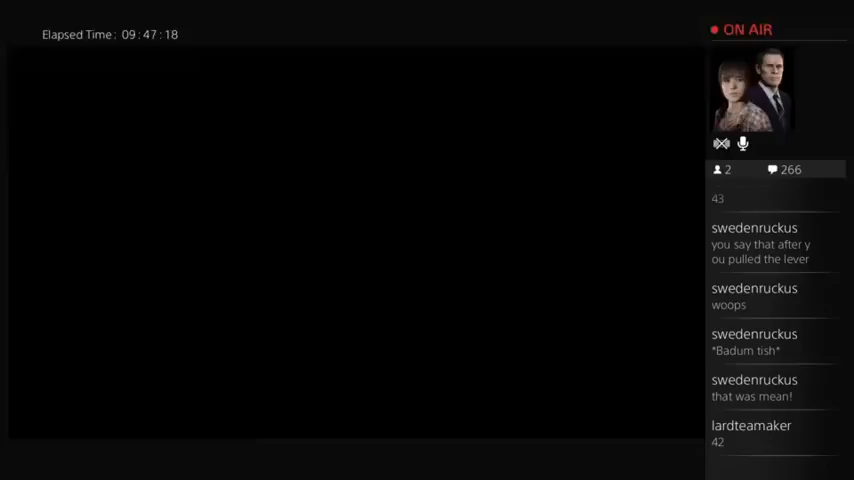 Elapsed Time: 09:47:18
ON AIR
2 266
43
swedenruckus
you say that after y
ou pulled the lever
swedenruckus
woops
swedenruckus
*Badum tish*
swedenruckus
that was mean!
lardteamaker
42